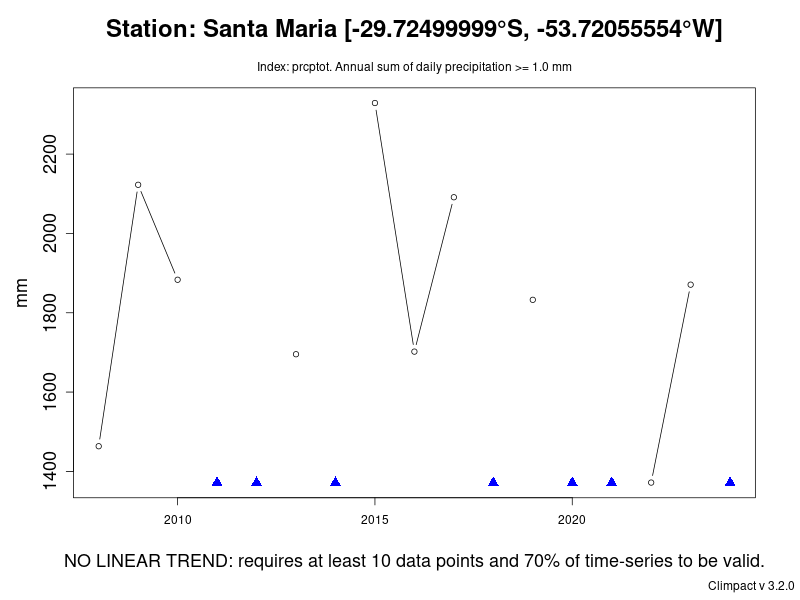 Station: Santa Maria [-29.72499999°S, -53.72055554°W]
Index: prcptot. Annual sum of daily precipitation >= 1.0 mm
mm
2200
2000
1800
1600
1400
2010 2015 2020
NO LINEAR TREND: requires at least 10 data points and 70% of time-series to be valid.
Climpact v 3.2.0